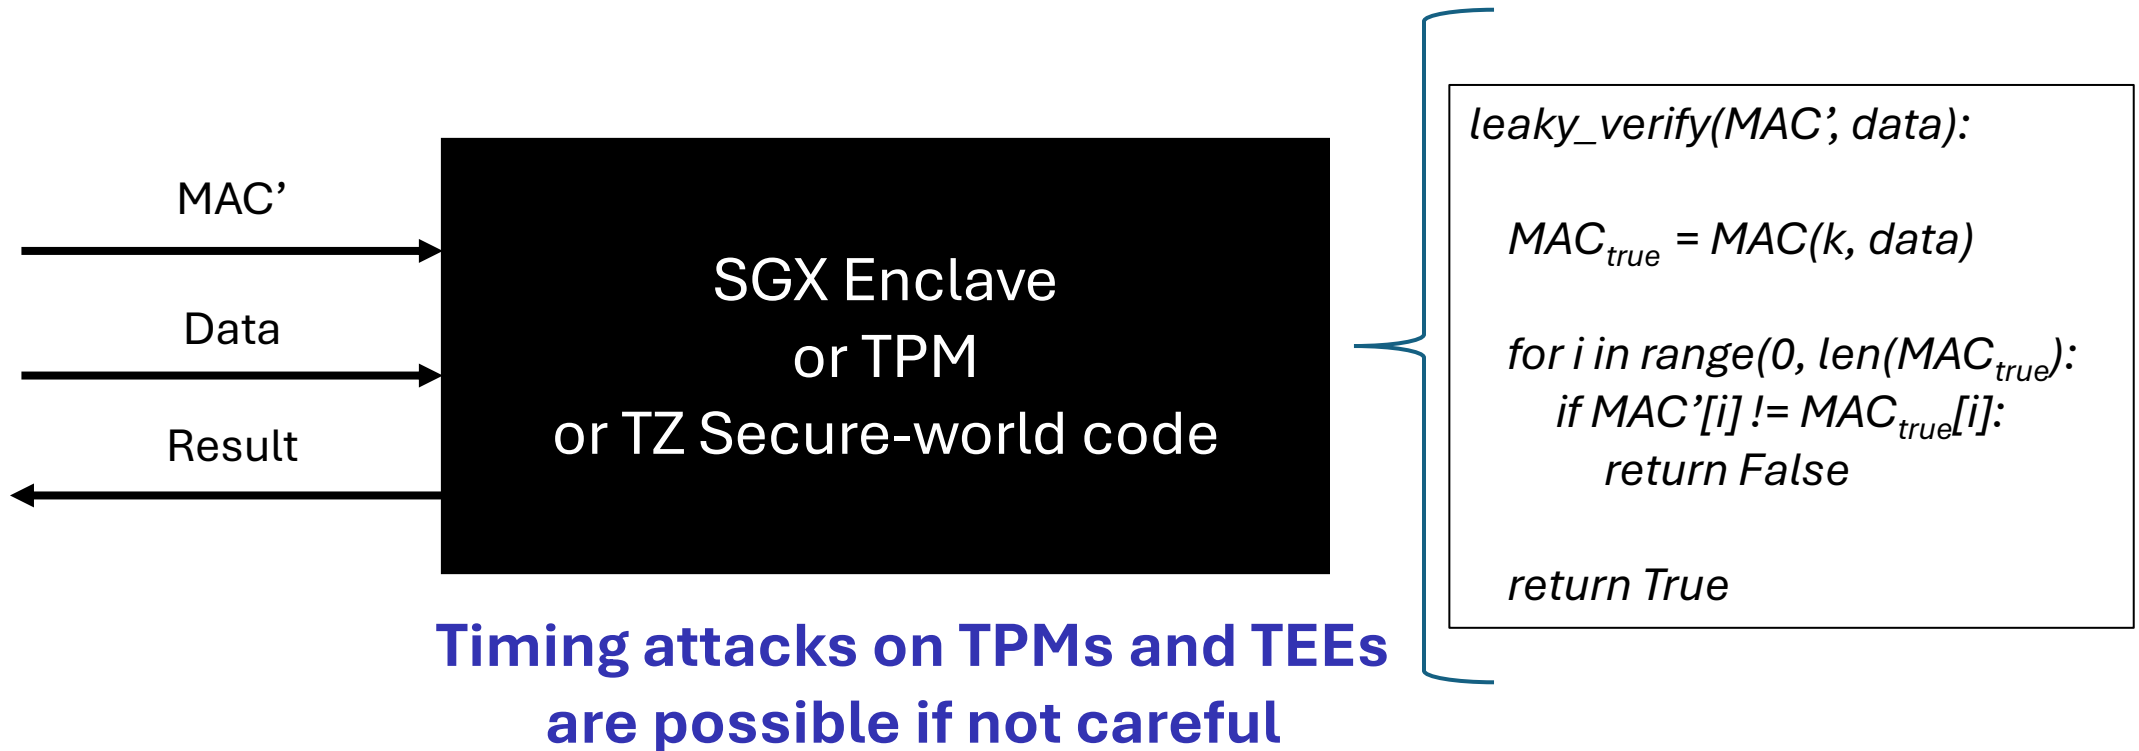 MAC’
Data
Result
SGX Enclave
or TPM
or TZ Secure-world code
Timing attacks on TPMs and TEEs
are possible if not careful
leaky_verify(MAC’, data):
MACtrue = MAC(k, data)
for i in range(0, len(MACtrue):
if MAC’[i] != MACtrue[i]:
return False
return True